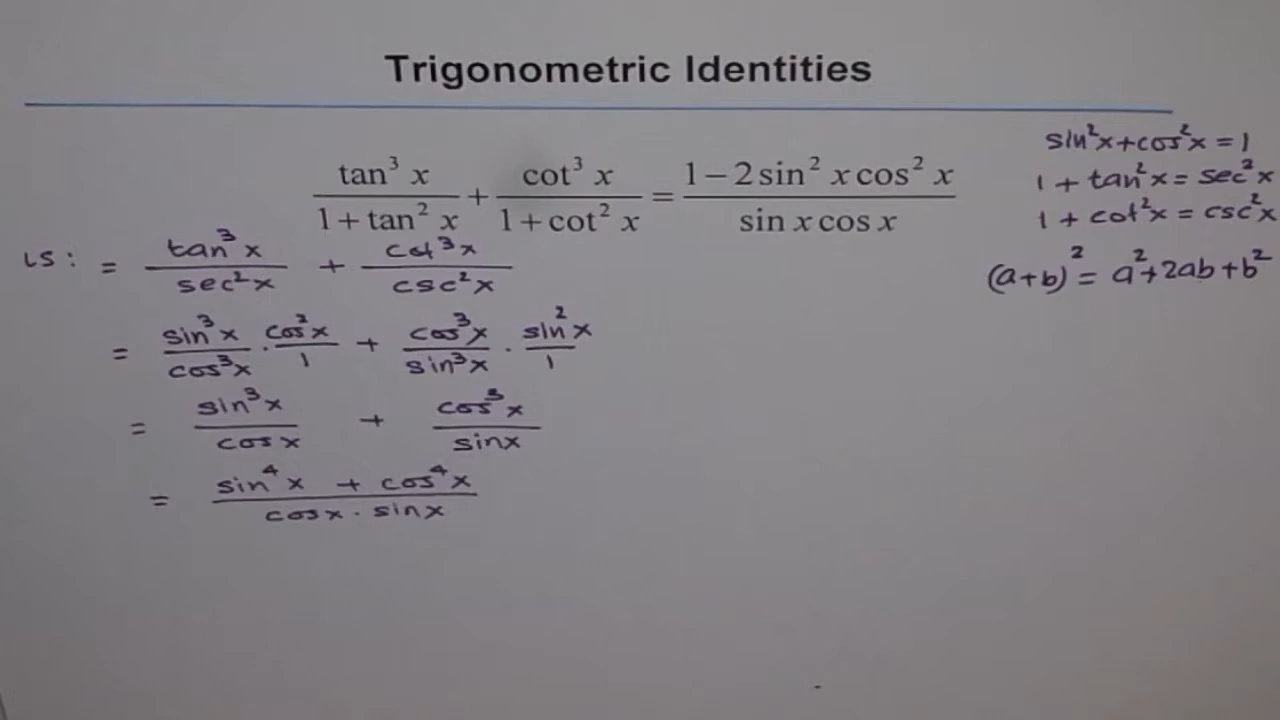 Trigonometric Identities
sin²x+cos²x=1
tan³ x / 1 + tan² x + cot³ x / 1 + cot² x = 1 − 2 sin² x cos² x / sin x cos x
1 + tan²x = sec²x
1 + cot²x = csc²x
LS : = tan³x / sec²x + cot³x / csc²x
(a+b)² = a²+2ab+b²
= sin³x / cos³x · cos²x / 1 + cos³x / sin³x · sin²x / 1
= sin³x / cosx + cos³x / sinx
= sin⁴x + cos⁴x / cosx · sinx